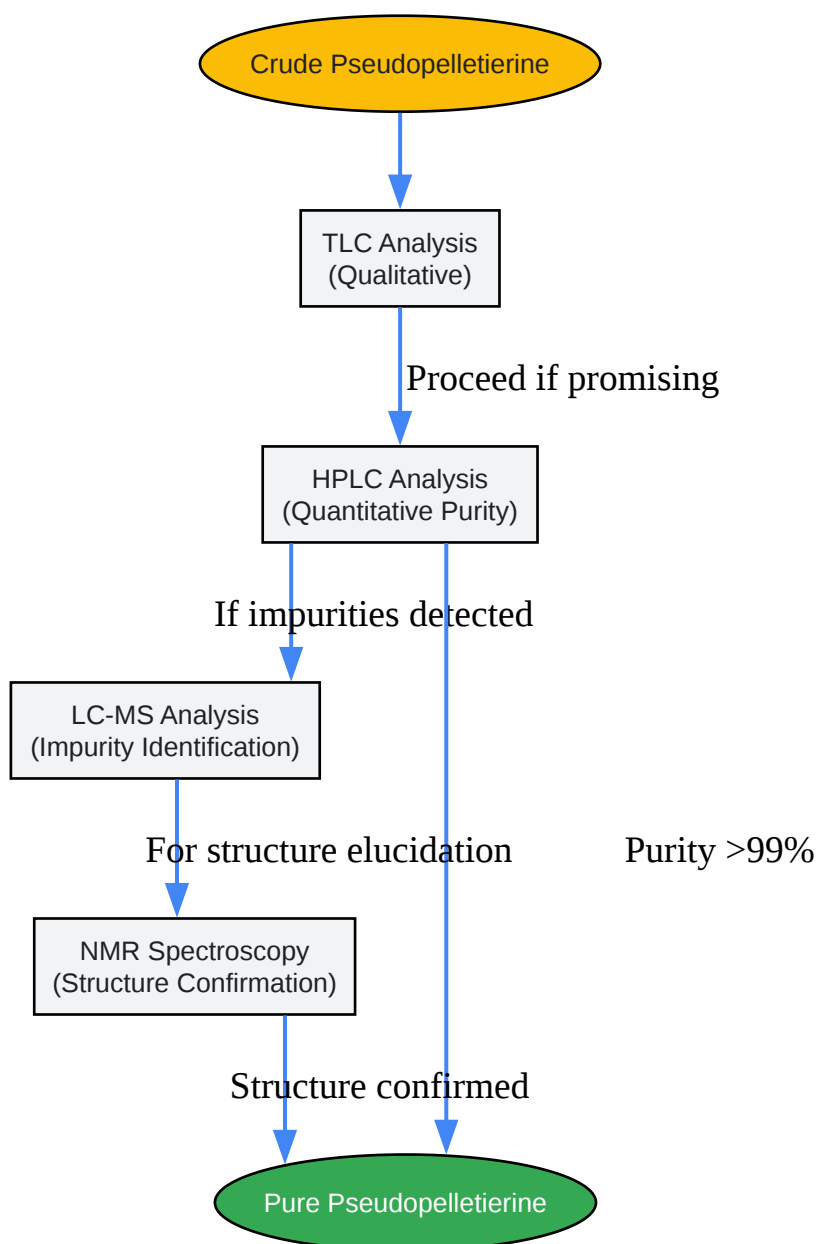 Crude Pseudopelletierine
TLC Analysis
(Qualitative)
Proceed if promising
HPLC Analysis
(Quantitative Purity)
If impurities detected
LC-MS Analysis
(Impurity Identification)
For structure elucidation
Purity >99%
NMR Spectroscopy
(Structure Confirmation)
Structure confirmed
Pure Pseudopelletierine